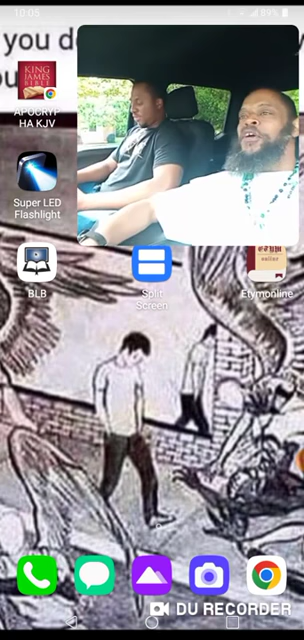 10:05
89%
you d
ou
KING
JAMES
BIBLE
APOCRYP
HA KJV
Super LED
Flashlight
BLB
Split
Screen
Etymonline
DU RECORDER